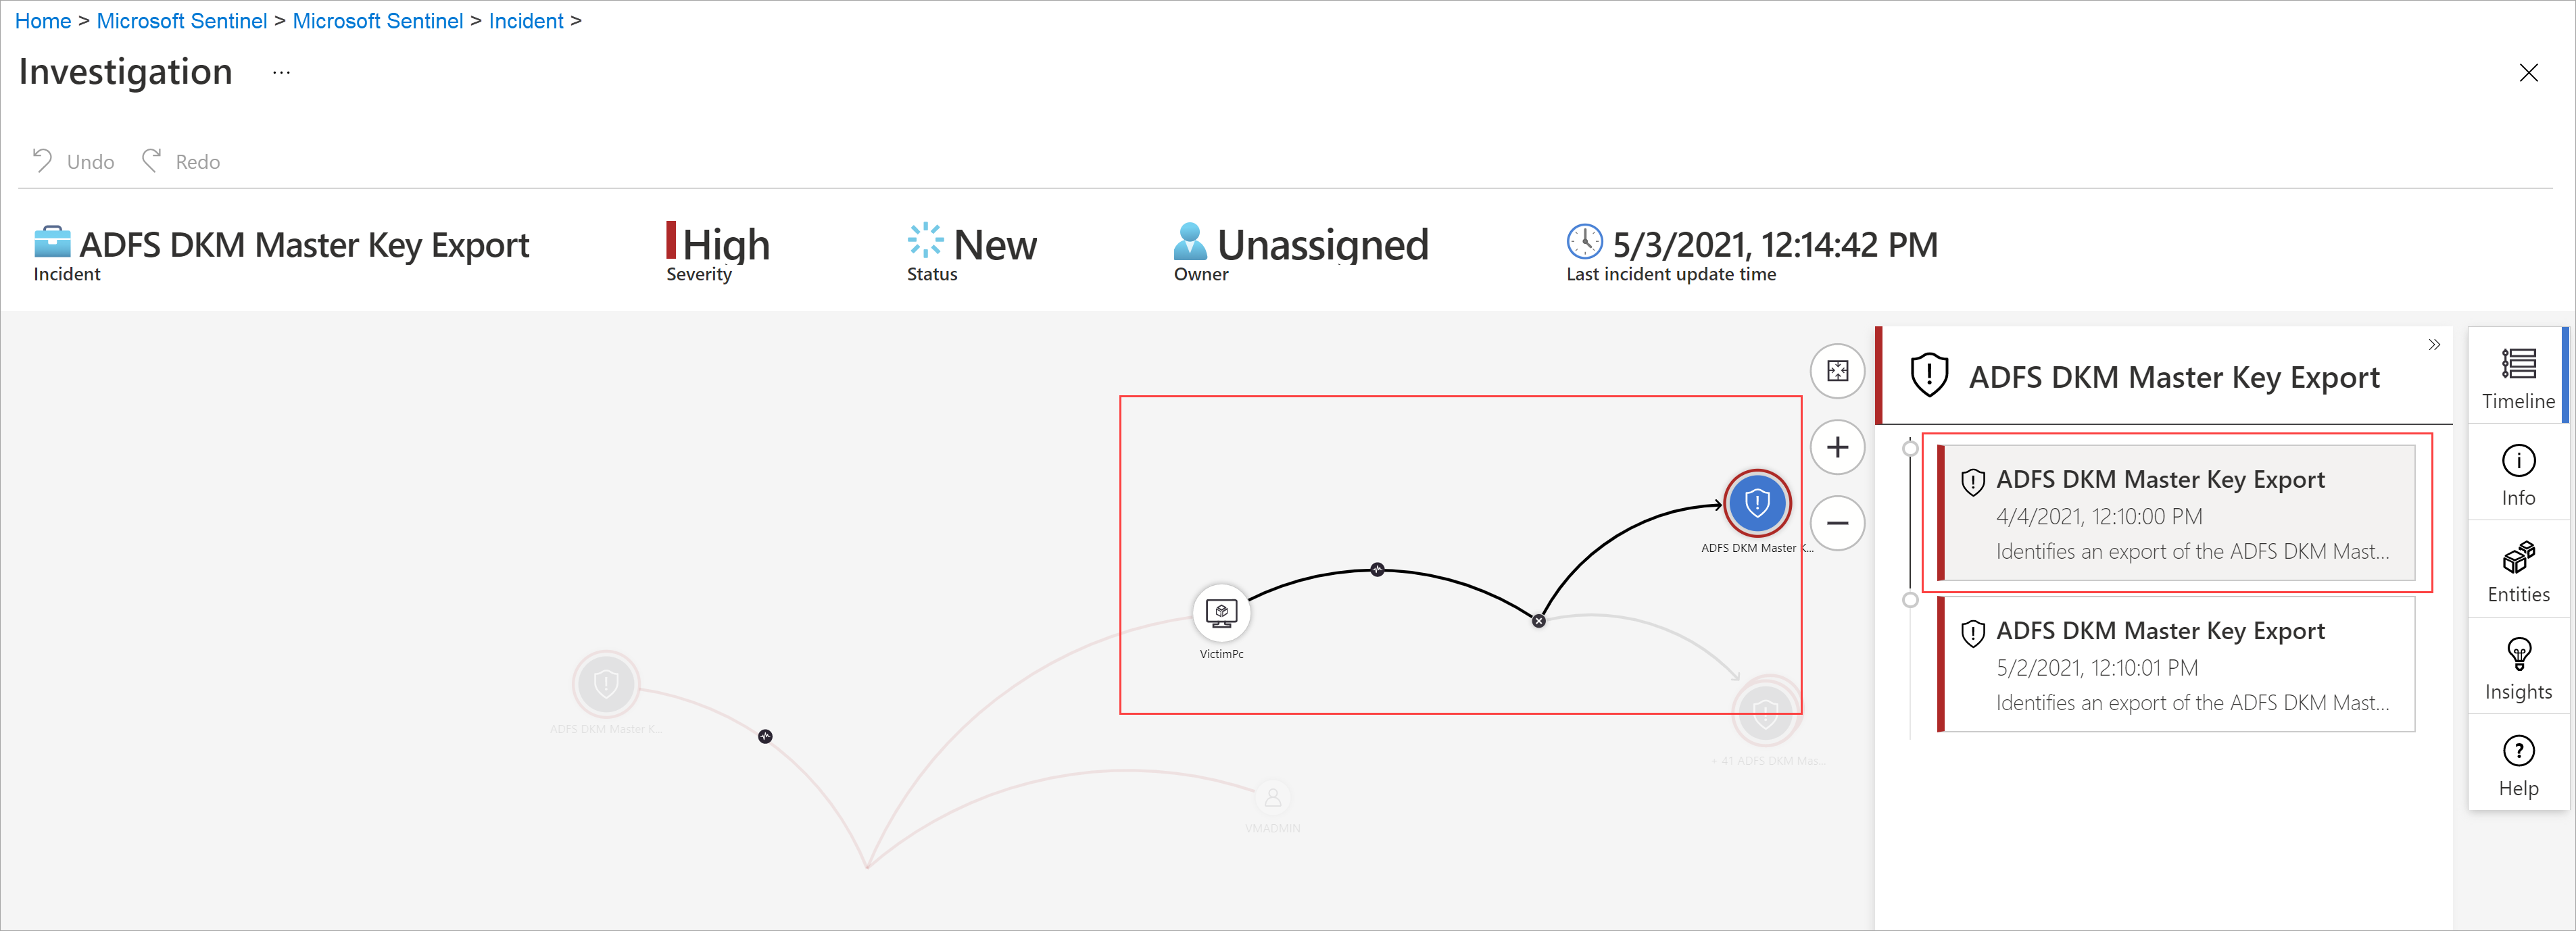 Home > Microsoft Sentinel > Microsoft Sentinel > Incident >
Investigation ...
Undo Redo
ADFS DKM Master Key Export
Incident
High
Severity
New
Status
Unassigned
Owner
5/3/2021, 12:14:42 PM
Last incident update time
ADFS DKM Master K...
VictimPc
ADFS DKM Master K...
+ 41 ADFS DKM Mas...
VMADMIN
ADFS DKM Master Key Export
ADFS DKM Master Key Export
4/4/2021, 12:10:00 PM
Identifies an export of the ADFS DKM Mast...
ADFS DKM Master Key Export
5/2/2021, 12:10:01 PM
Identifies an export of the ADFS DKM Mast...
Timeline
Info
Entities
Insights
Help